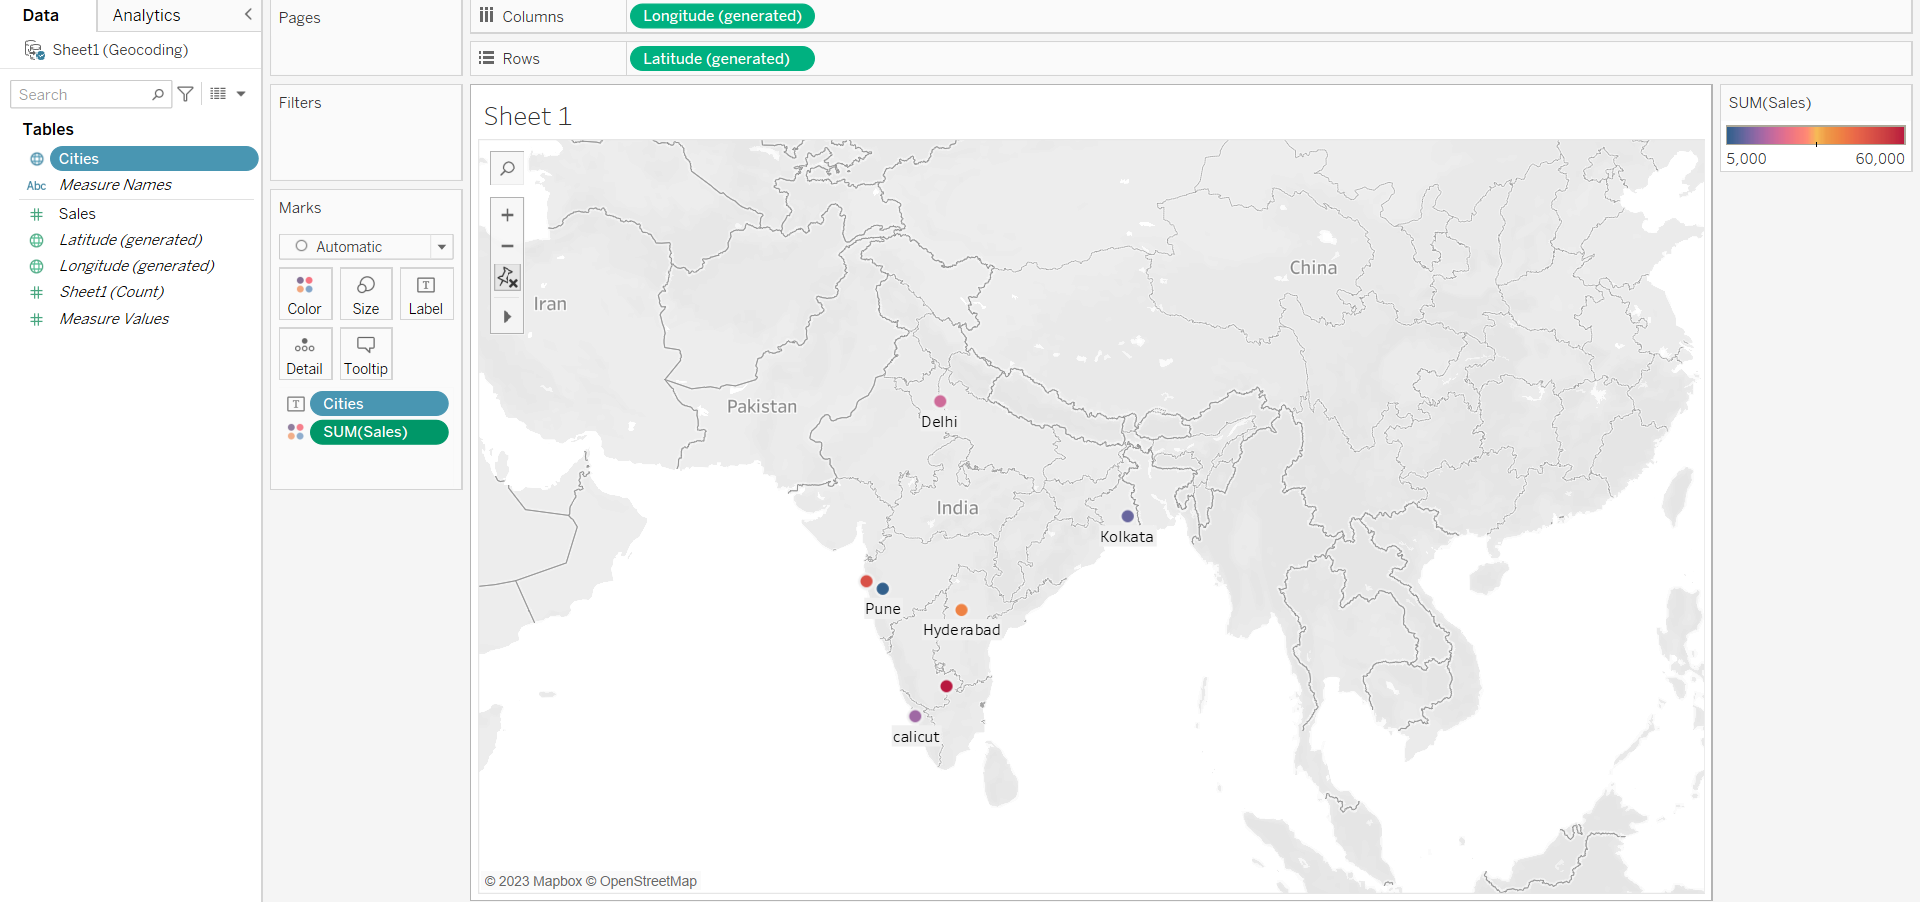 Data
Analytics
Sheet1 (Geocoding)
Search
Tables
Cities
Abc Measure Names
Sales
Latitude (generated)
Longitude (generated)
Sheet1 (Count)
Measure Values
Pages
Filters
Marks
Automatic
Color Size T Label
Detail Tooltip
T Cities
SUM(Sales)
Columns Longitude (generated)
Rows Latitude (generated)
Sheet 1
China
Iran
Pakistan
Delhi
India
Kolkata
Pune
Hyderabad
calicut
© 2023 Mapbox © OpenStreetMap
SUM(Sales)
5,000 60,000